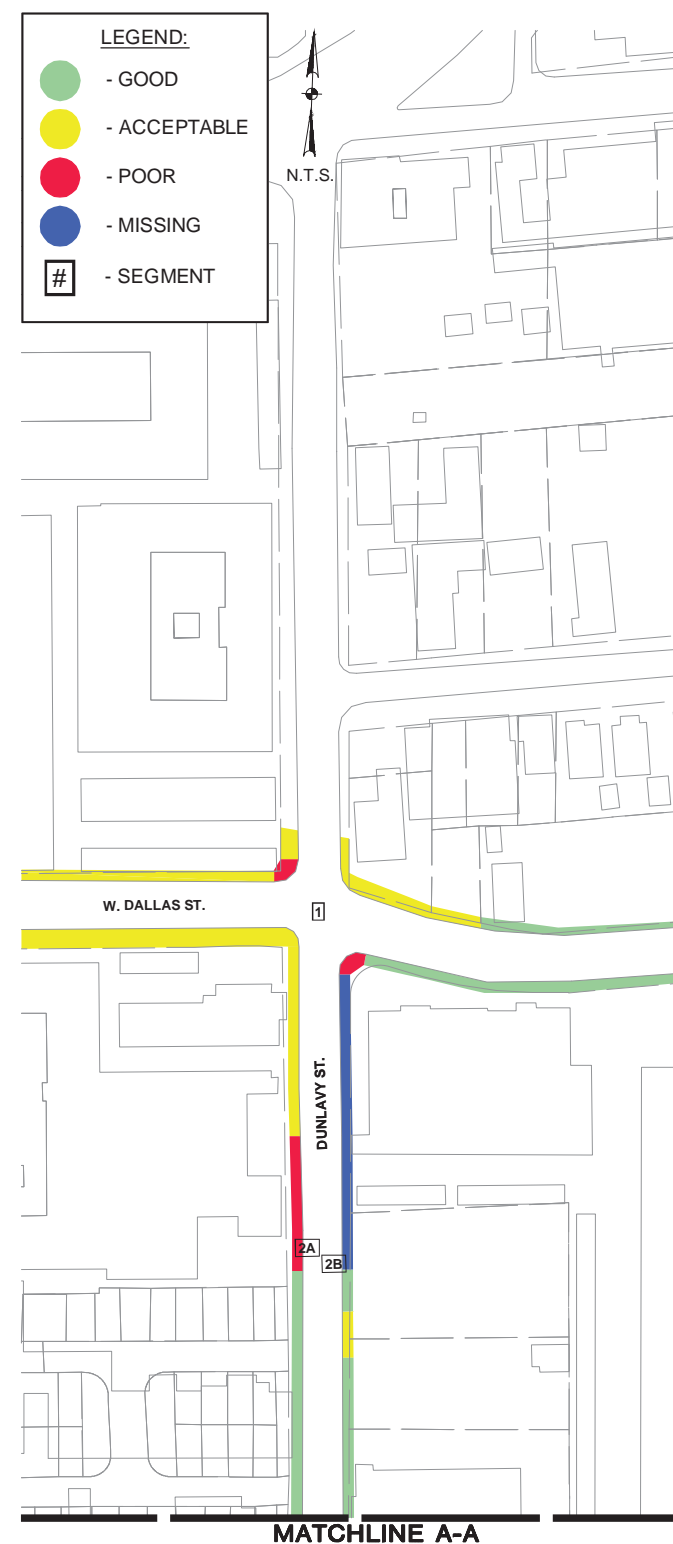 LEGEND:
- GOOD
- ACCEPTABLE
- POOR
- MISSING
# - SEGMENT
N.T.S.
W. DALLAS ST.
1
DUNLAVY ST.
2A
2B
MATCHLINE A-A